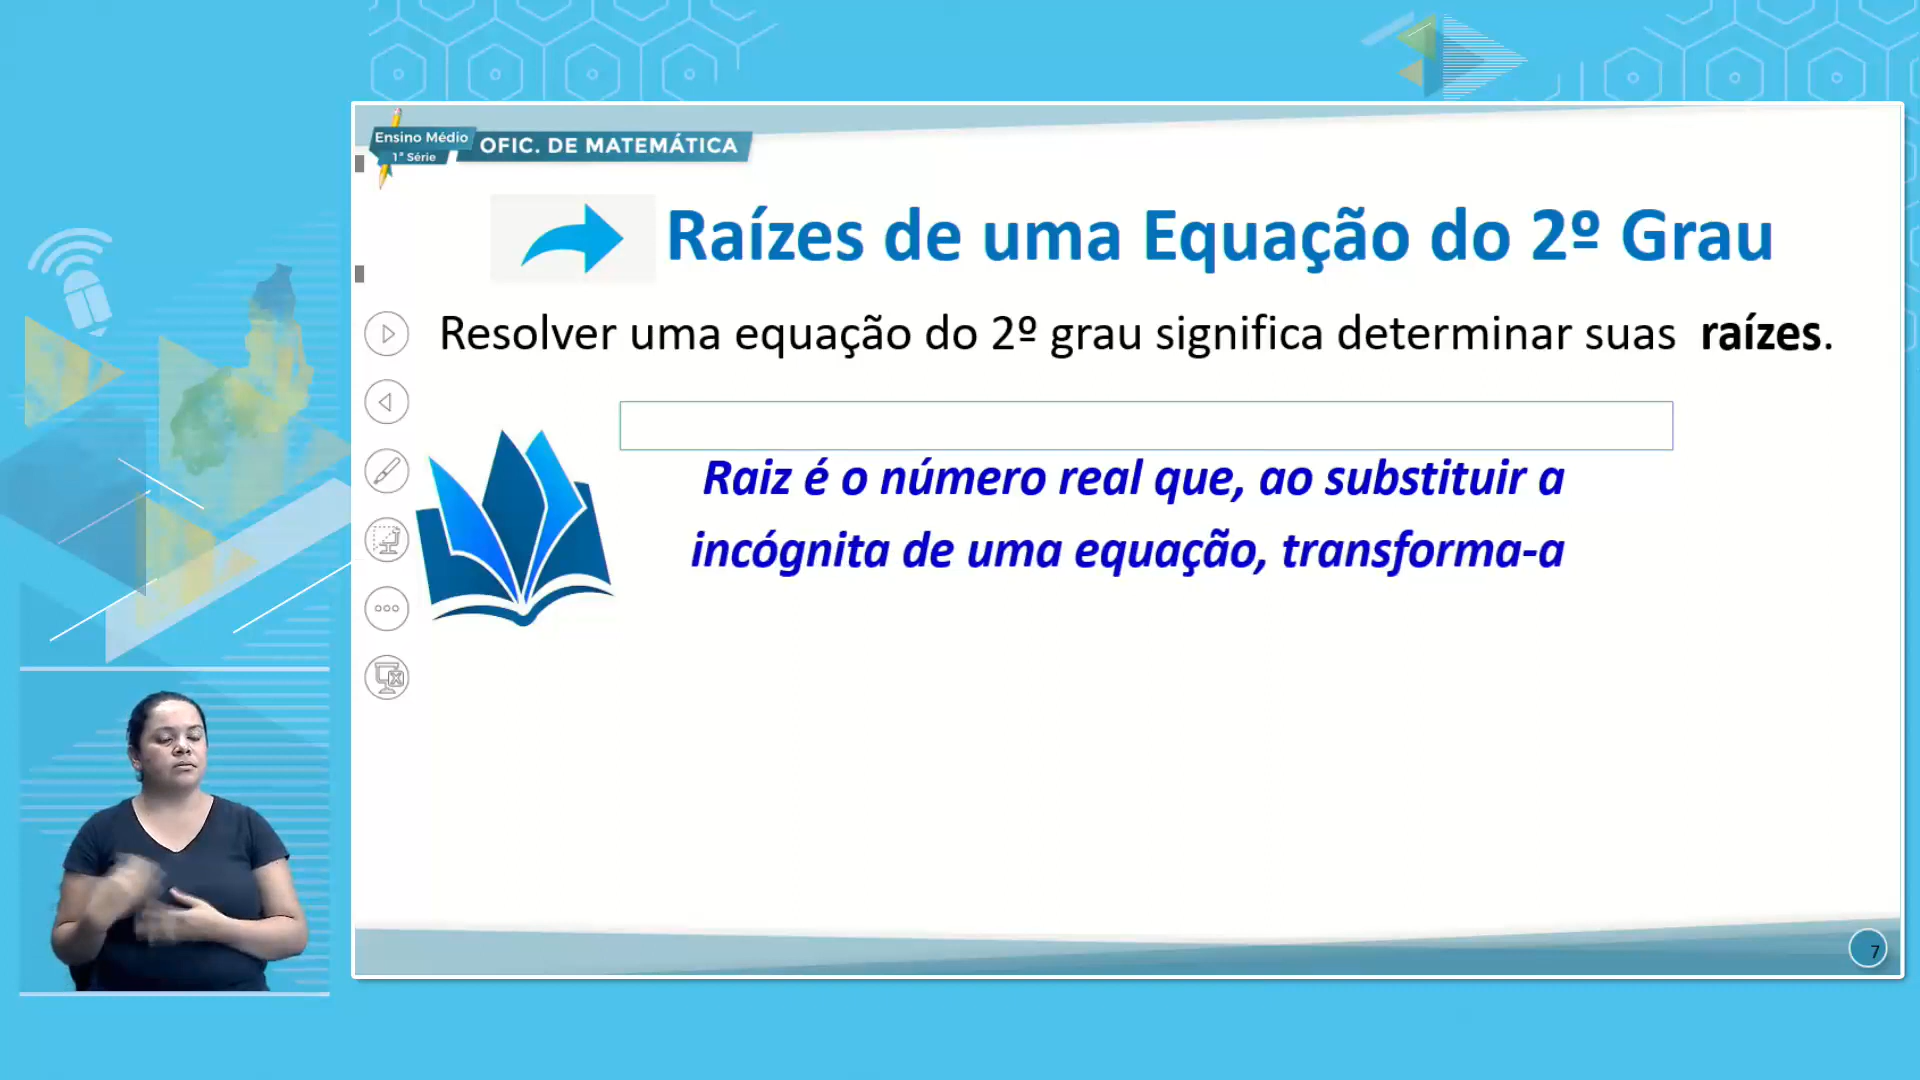 Ensino Médio
1ª Série
OFIC. DE MATEMÁTICA
Raízes de uma Equação do 2º Grau
Resolver uma equação do 2º grau significa determinar suas raízes.
Raiz é o número real que, ao substituir a
incógnita de uma equação, transforma-a
7